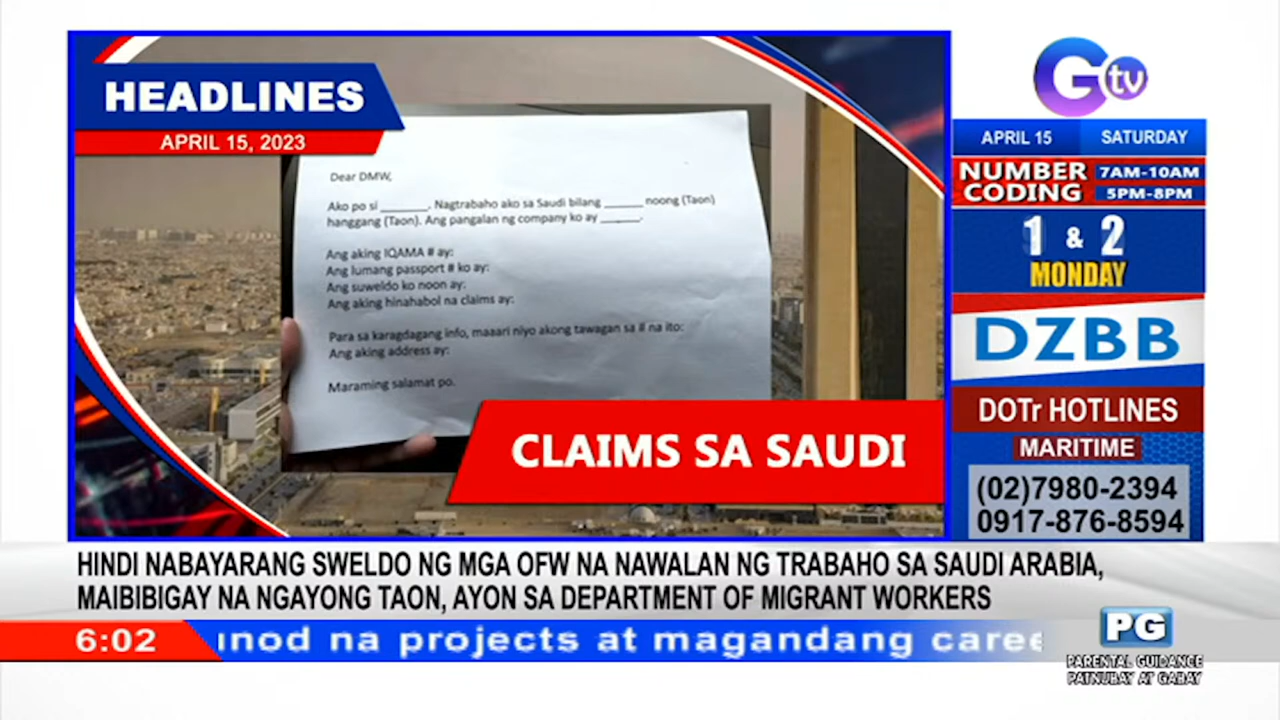 HEADLINES
APRIL 15, 2023
Dear DMW,
Ako po si _______. Nagtrabaho ako sa Saudi bilang ______ noong (Taon)
hanggang (Taon). Ang pangalan ng company ko ay ______.
Ang aking IQAMA # ay:
Ang lumang passport # ko ay:
Ang suweldo ko noon ay:
Ang aking hinahabol na claims ay:
Para sa karagdagang info, maaari niyo akong tawagan sa # na ito:
Ang aking address ay:
Maraming salamat po.
CLAIMS SA SAUDI
Gtv
APRIL 15 SATURDAY
NUMBER CODING
7AM-10AM
5PM-8PM
1 & 2
MONDAY
DZBB
DOTr HOTLINES
MARITIME
(02)7980-2394
0917-876-8594
HINDI NABAYARANG SWELDO NG MGA OFW NA NAWALAN NG TRABAHO SA SAUDI ARABIA,
MAIBIBIGAY NA NGAYONG TAON, AYON SA DEPARTMENT OF MIGRANT WORKERS
6:02 unod na projects at magandang caree
PG
PARENTAL GUIDANCE
PATNUBAY AT GABAY